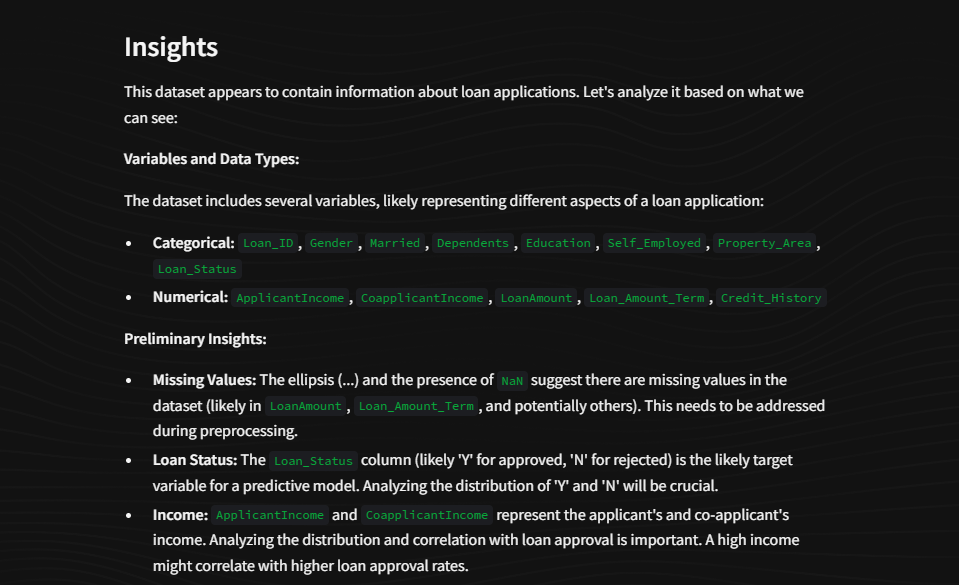 Insights
This dataset appears to contain information about loan applications. Let's analyze it based on what we
can see:
Variables and Data Types:
The dataset includes several variables, likely representing different aspects of a loan application:
• Categorical: Loan_ID , Gender , Married , Dependents , Education , Self_Employed , Property_Area ,
Loan_Status
• Numerical: ApplicantIncome , CoapplicantIncome , LoanAmount , Loan_Amount_Term , Credit_History
Preliminary Insights:
• Missing Values: The ellipsis (...) and the presence of NaN suggest there are missing values in the
dataset (likely in LoanAmount , Loan_Amount_Term , and potentially others). This needs to be addressed
during preprocessing.
• Loan Status: The Loan_Status column (likely 'Y' for approved, 'N' for rejected) is the likely target
variable for a predictive model. Analyzing the distribution of 'Y' and 'N' will be crucial.
• Income: ApplicantIncome and CoapplicantIncome represent the applicant's and co-applicant's
income. Analyzing the distribution and correlation with loan approval is important. A high income
might correlate with higher loan approval rates.